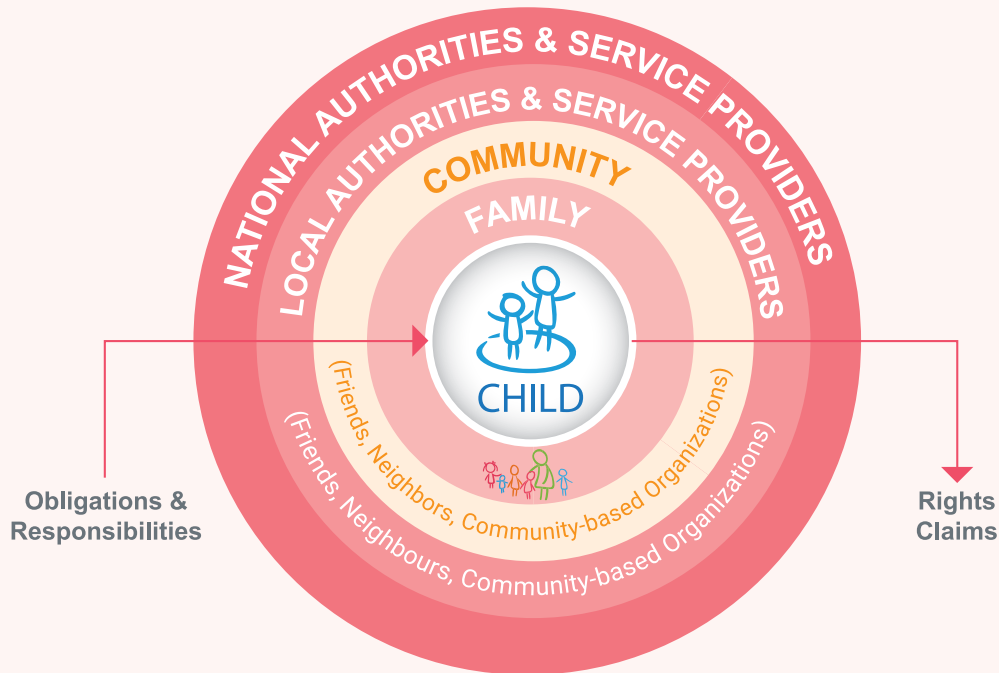 NATIONAL AUTHORITIES & SERVICE PROVIDERS
LOCAL AUTHORITIES & SERVICE PROVIDERS
COMMUNITY
FAMILY
CHILD
(Friends, Neighbors, Community-based Organizations)
(Friends, Neighbours, Community-based Organizations)
Obligations &
Responsibilities
Rights
Claims